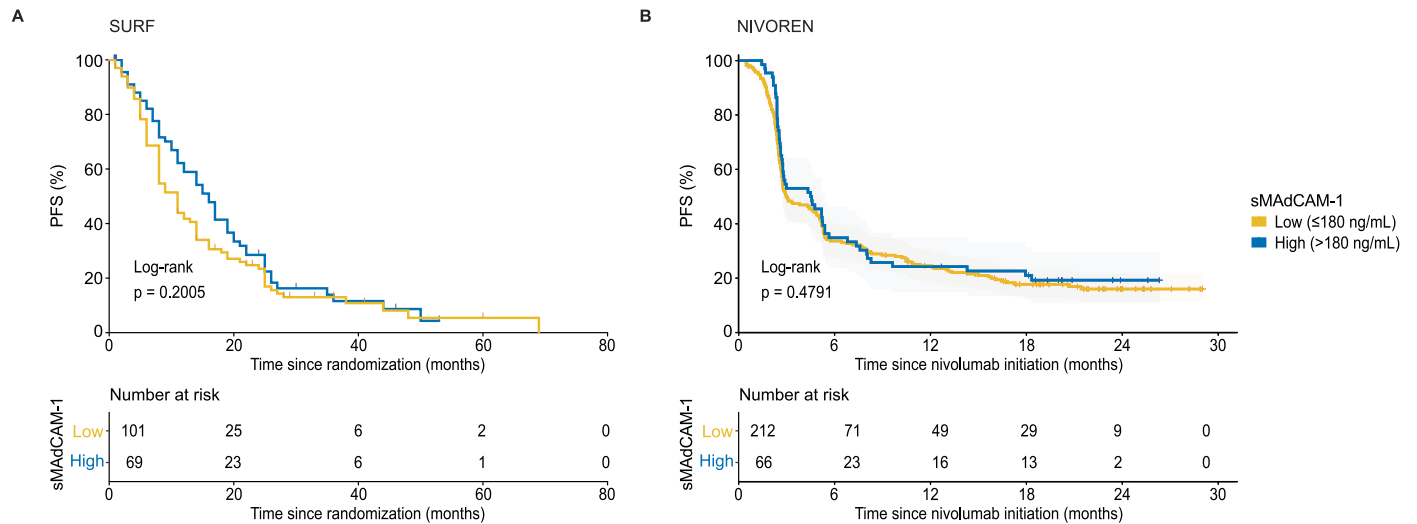 A
SURF
PFS (%)
100
80
60
40
20
0
Log-rank
p = 0.2005
0 20 40 60 80
Time since randomization (months)
Number at risk
sMAdCAM-1
Low 101 25 6 2 0
High 69 23 6 1 0
0 20 40 60 80
Time since randomization (months)
B
NIVOREN
PFS (%)
100
80
60
40
20
0
Log-rank
p = 0.4791
0 6 12 18 24 30
Time since nivolumab initiation (months)
sMAdCAM-1
Low (≤180 ng/mL)
High (>180 ng/mL)
Number at risk
sMAdCAM-1
Low 212 71 49 29 9 0
High 66 23 16 13 2 0
0 6 12 18 24 30
Time since nivolumab initiation (months)